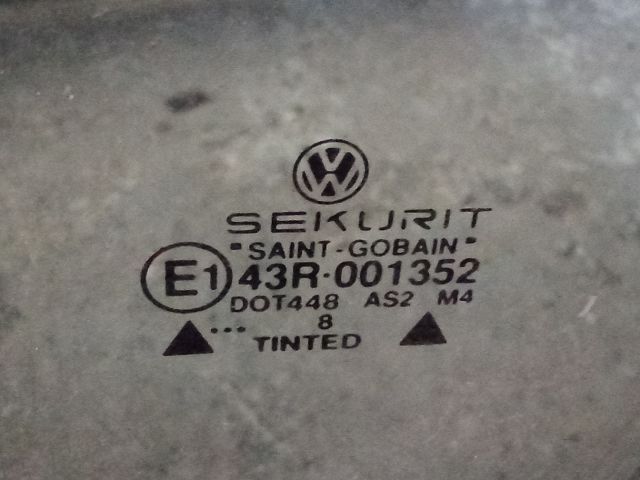 SEKURIT
"SAINT-GOBAIN"
E1 43R-001352
DOT448 AS2 M4
... 8
TINTED